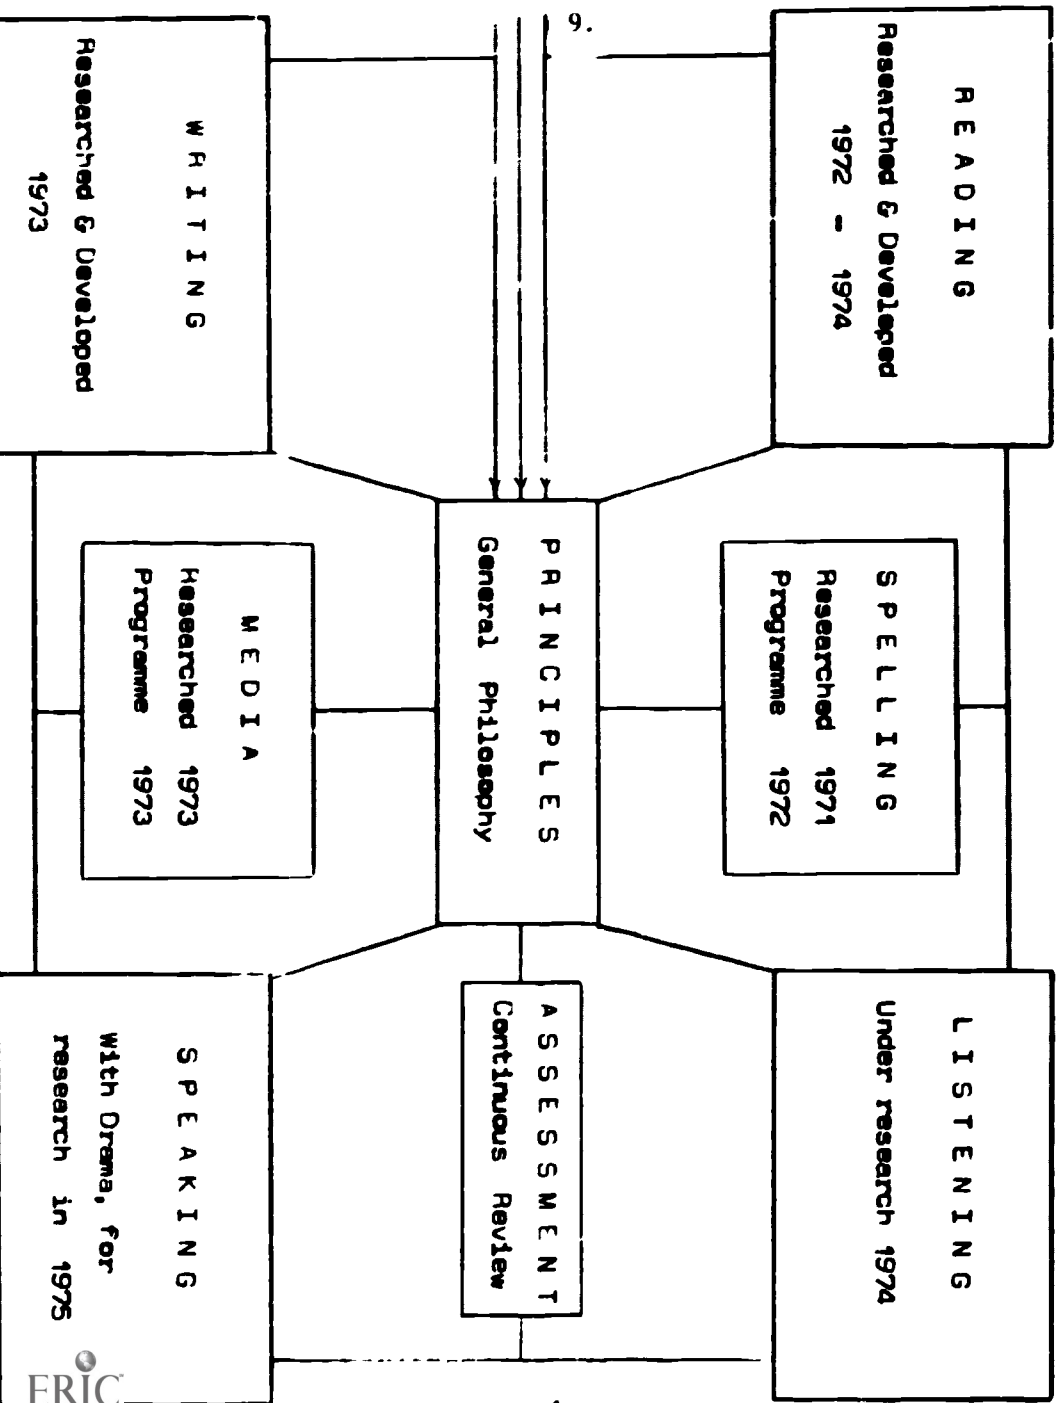 9.
READING
Researched & Developed
1972 - 1974
SPELLING
Researched 1971
Programme 1972
LISTENING
Under research 1974
PRINCIPLES
General Philosophy
ASSESSMENT
Continuous Review
WRITING
Researched & Developed
1973
MEDIA
Researched 1973
Programme 1973
SPEAKING
With Drama, for
research in 1975
ERIC